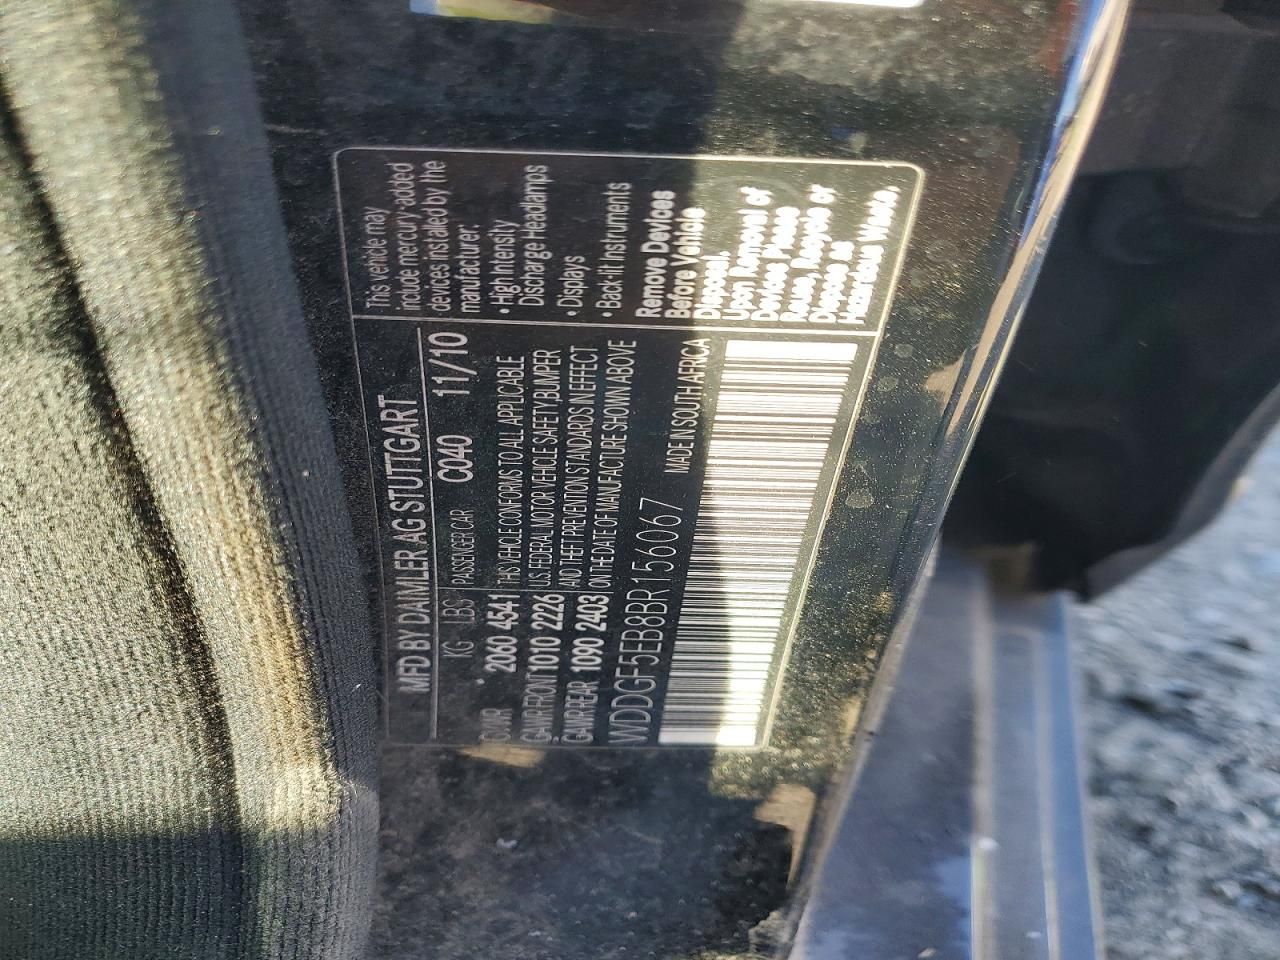 MFD BY DAIMLER AG STUTTGART
KG LBS PASSENGER CAR C040 11/10
GVWR 2060 4541 THIS VEHICLE CONFORMS TO ALL APPLICABLE
GAWR FRONT 1010 2226 U.S. FEDERAL MOTOR VEHICLE SAFETY, BUMPER
GAWR REAR 1090 2403 AND THEFT PREVENTION STANDARDS IN EFFECT
ON THE DATE OF MANUFACTURE SHOWN ABOVE
WDDGF5EB8BR156067
MADE IN SOUTH AFRICA
This vehicle may
include mercury added
devices installed by the
manufacturer:
• High Intensity
Discharge Headlamps
• Displays
• Back-lit Instruments
Remove Devices
Before Vehicle
Disposal.
Upon Removal of
Devices Please
Reuse, Recycle or
Dispose as
Hazardous Waste.